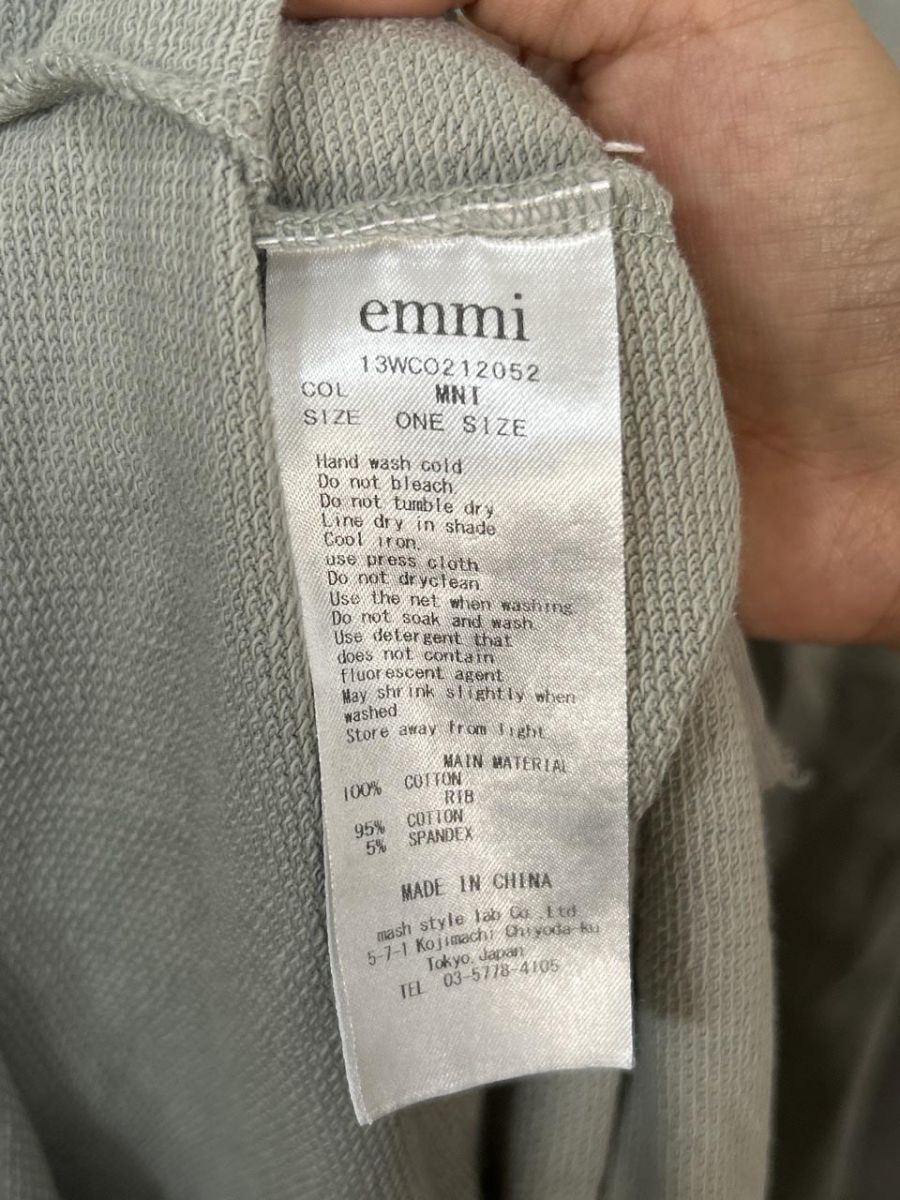 emmi
13WCO212052
COL MNT
SIZE ONE SIZE
Hand wash cold
Do not bleach
Do not tumble dry
Line dry in shade
Cool iron.
use press cloth
Do not dryclean
Use the net when washing
Do not soak and wash
Use detergent that
does not contain
fluorescent agent
May shrink slightly when
washed
Store away from light
MAIN MATERIAL
100% COTTON
RIB
95% COTTON
5% SPANDEX
MADE IN CHINA
mash style lab Co.,Ltd
5-7-1 Kojimachi Chiyoda-ku
Tokyo,Japan
TEL 03-5778-4105